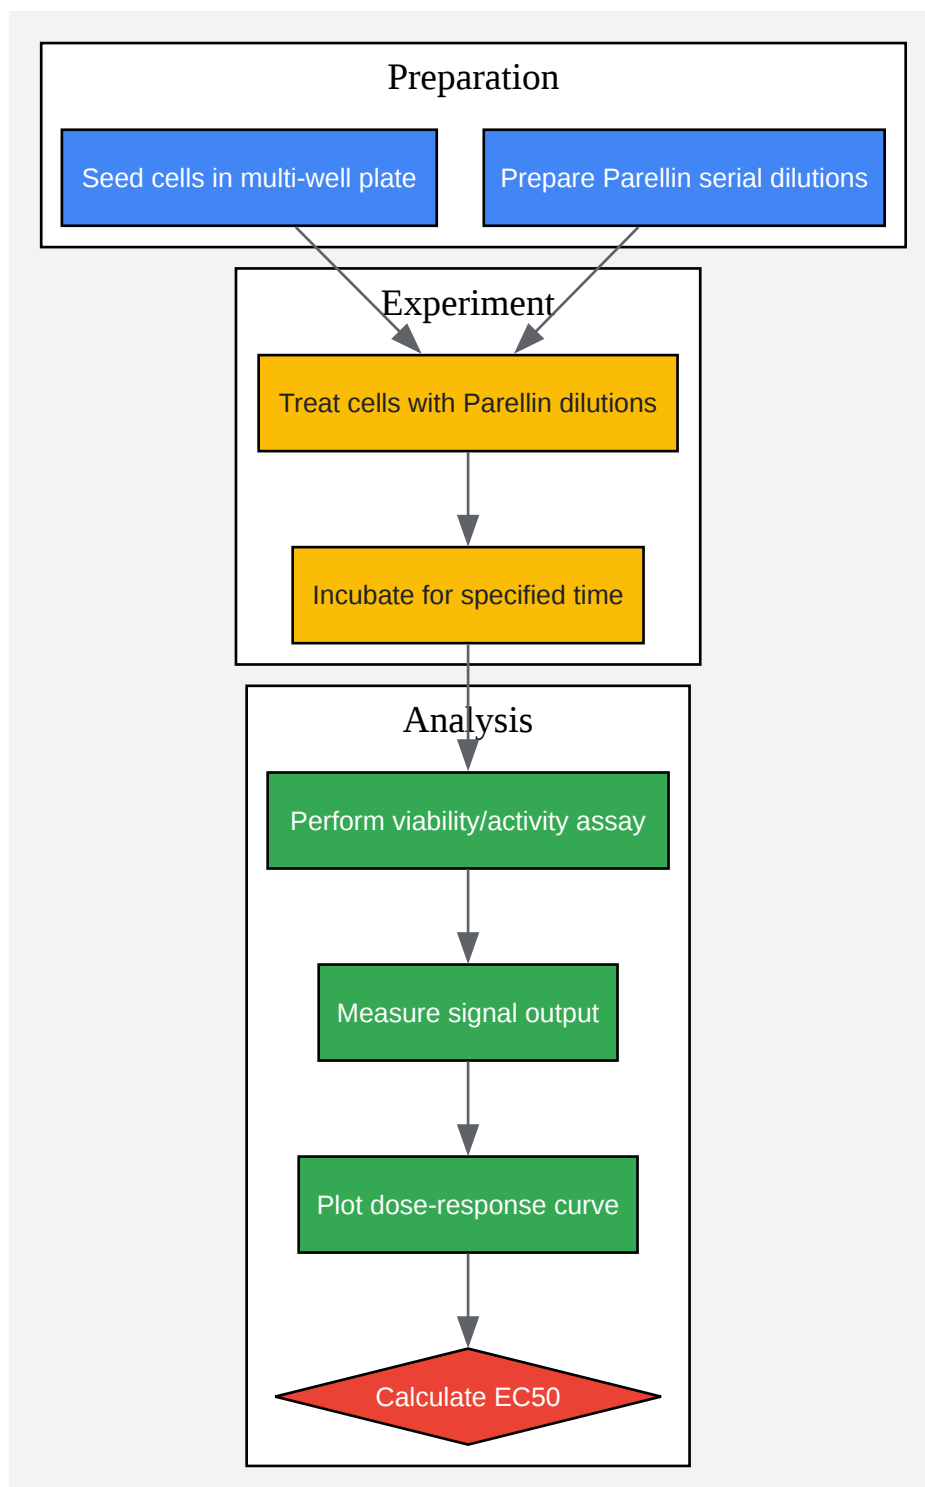 Preparation
Seed cells in multi-well plate
Prepare Parellin serial dilutions
Experiment
Treat cells with Parellin dilutions
Incubate for specified time
Analysis
Perform viability/activity assay
Measure signal output
Plot dose-response curve
Calculate EC50